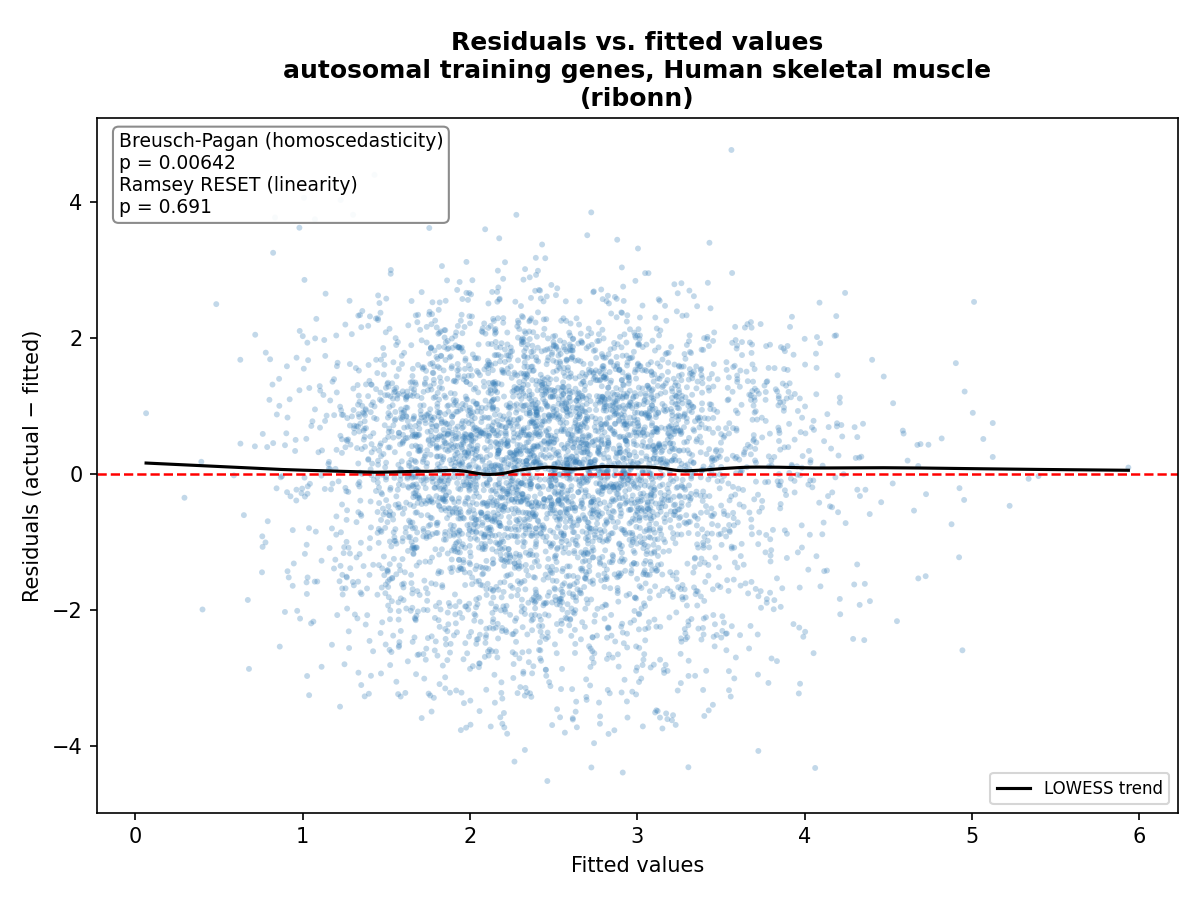 Residuals vs. fitted values
autosomal training genes, Human skeletal muscle
(ribonn)
Breusch-Pagan (homoscedasticity)
p = 0.00642
Ramsey RESET (linearity)
p = 0.691
4
2
0
−2
−4
Residuals (actual − fitted)
LOWESS trend
0 1 2 3 4 5 6
Fitted values